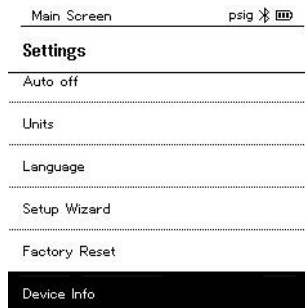 Main Screen psig
Settings
Auto off
Units
Language
Setup Wizard
Factory Reset
Device Info